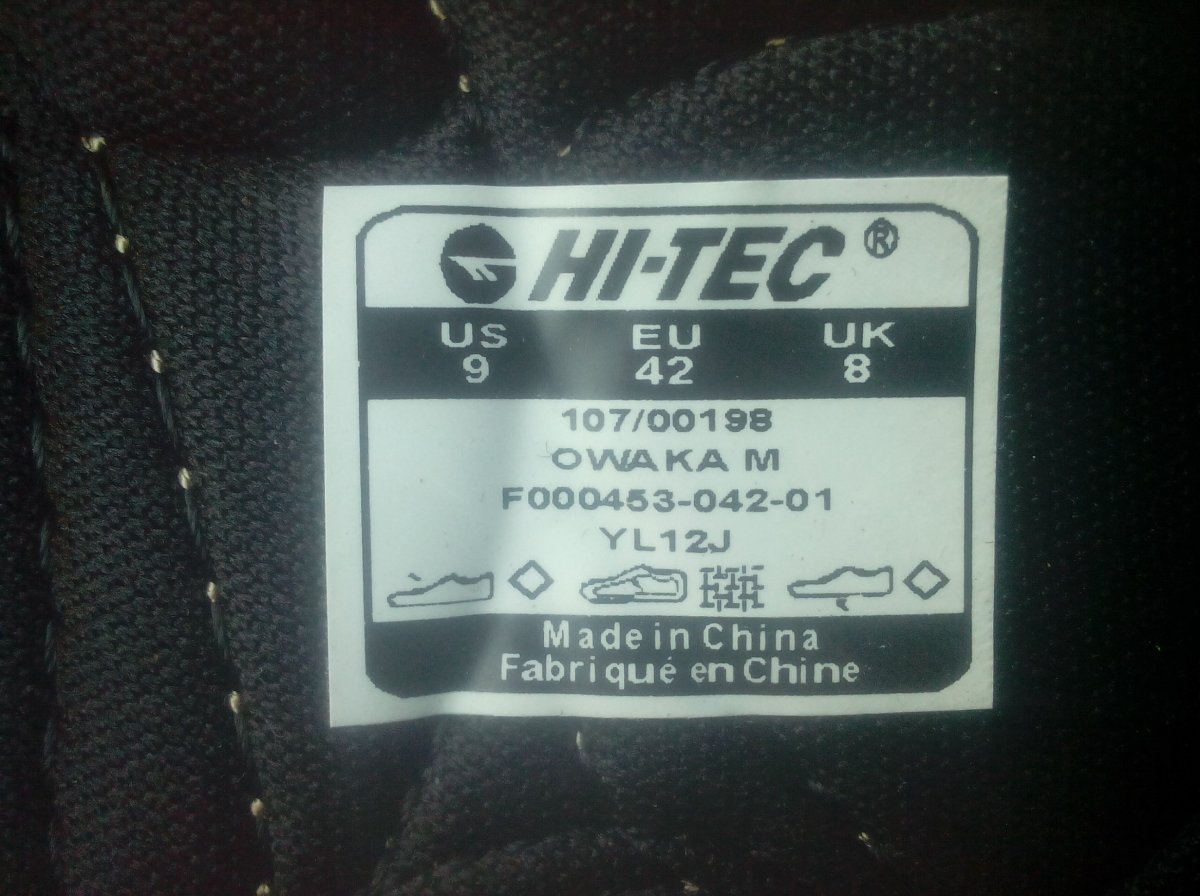 HI-TEC ®
US EU UK
9 42 8
107/00198
OWAKA M
F000453-042-01
YL12J
Made in China
Fabriqué en Chine